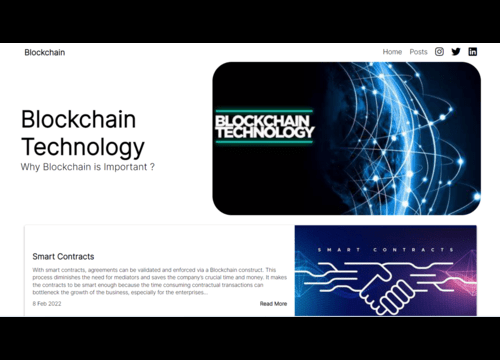 Blockchain
Home Posts
Blockchain
Technology
Why Blockchain is Important ?
BLOCKCHAIN
TECHNOLOGY
Smart Contracts
With smart contracts, agreements can be validated and enforced via a Blockchain construct. This
process diminishes the need for mediators and saves the company's crucial time and money. It makes
the contracts to be smart enough because the time consuming contractual transactions can
bottleneck the growth of the business, especially for the enterprises...
8 Feb 2022
Read More
SMART CONTRACTS